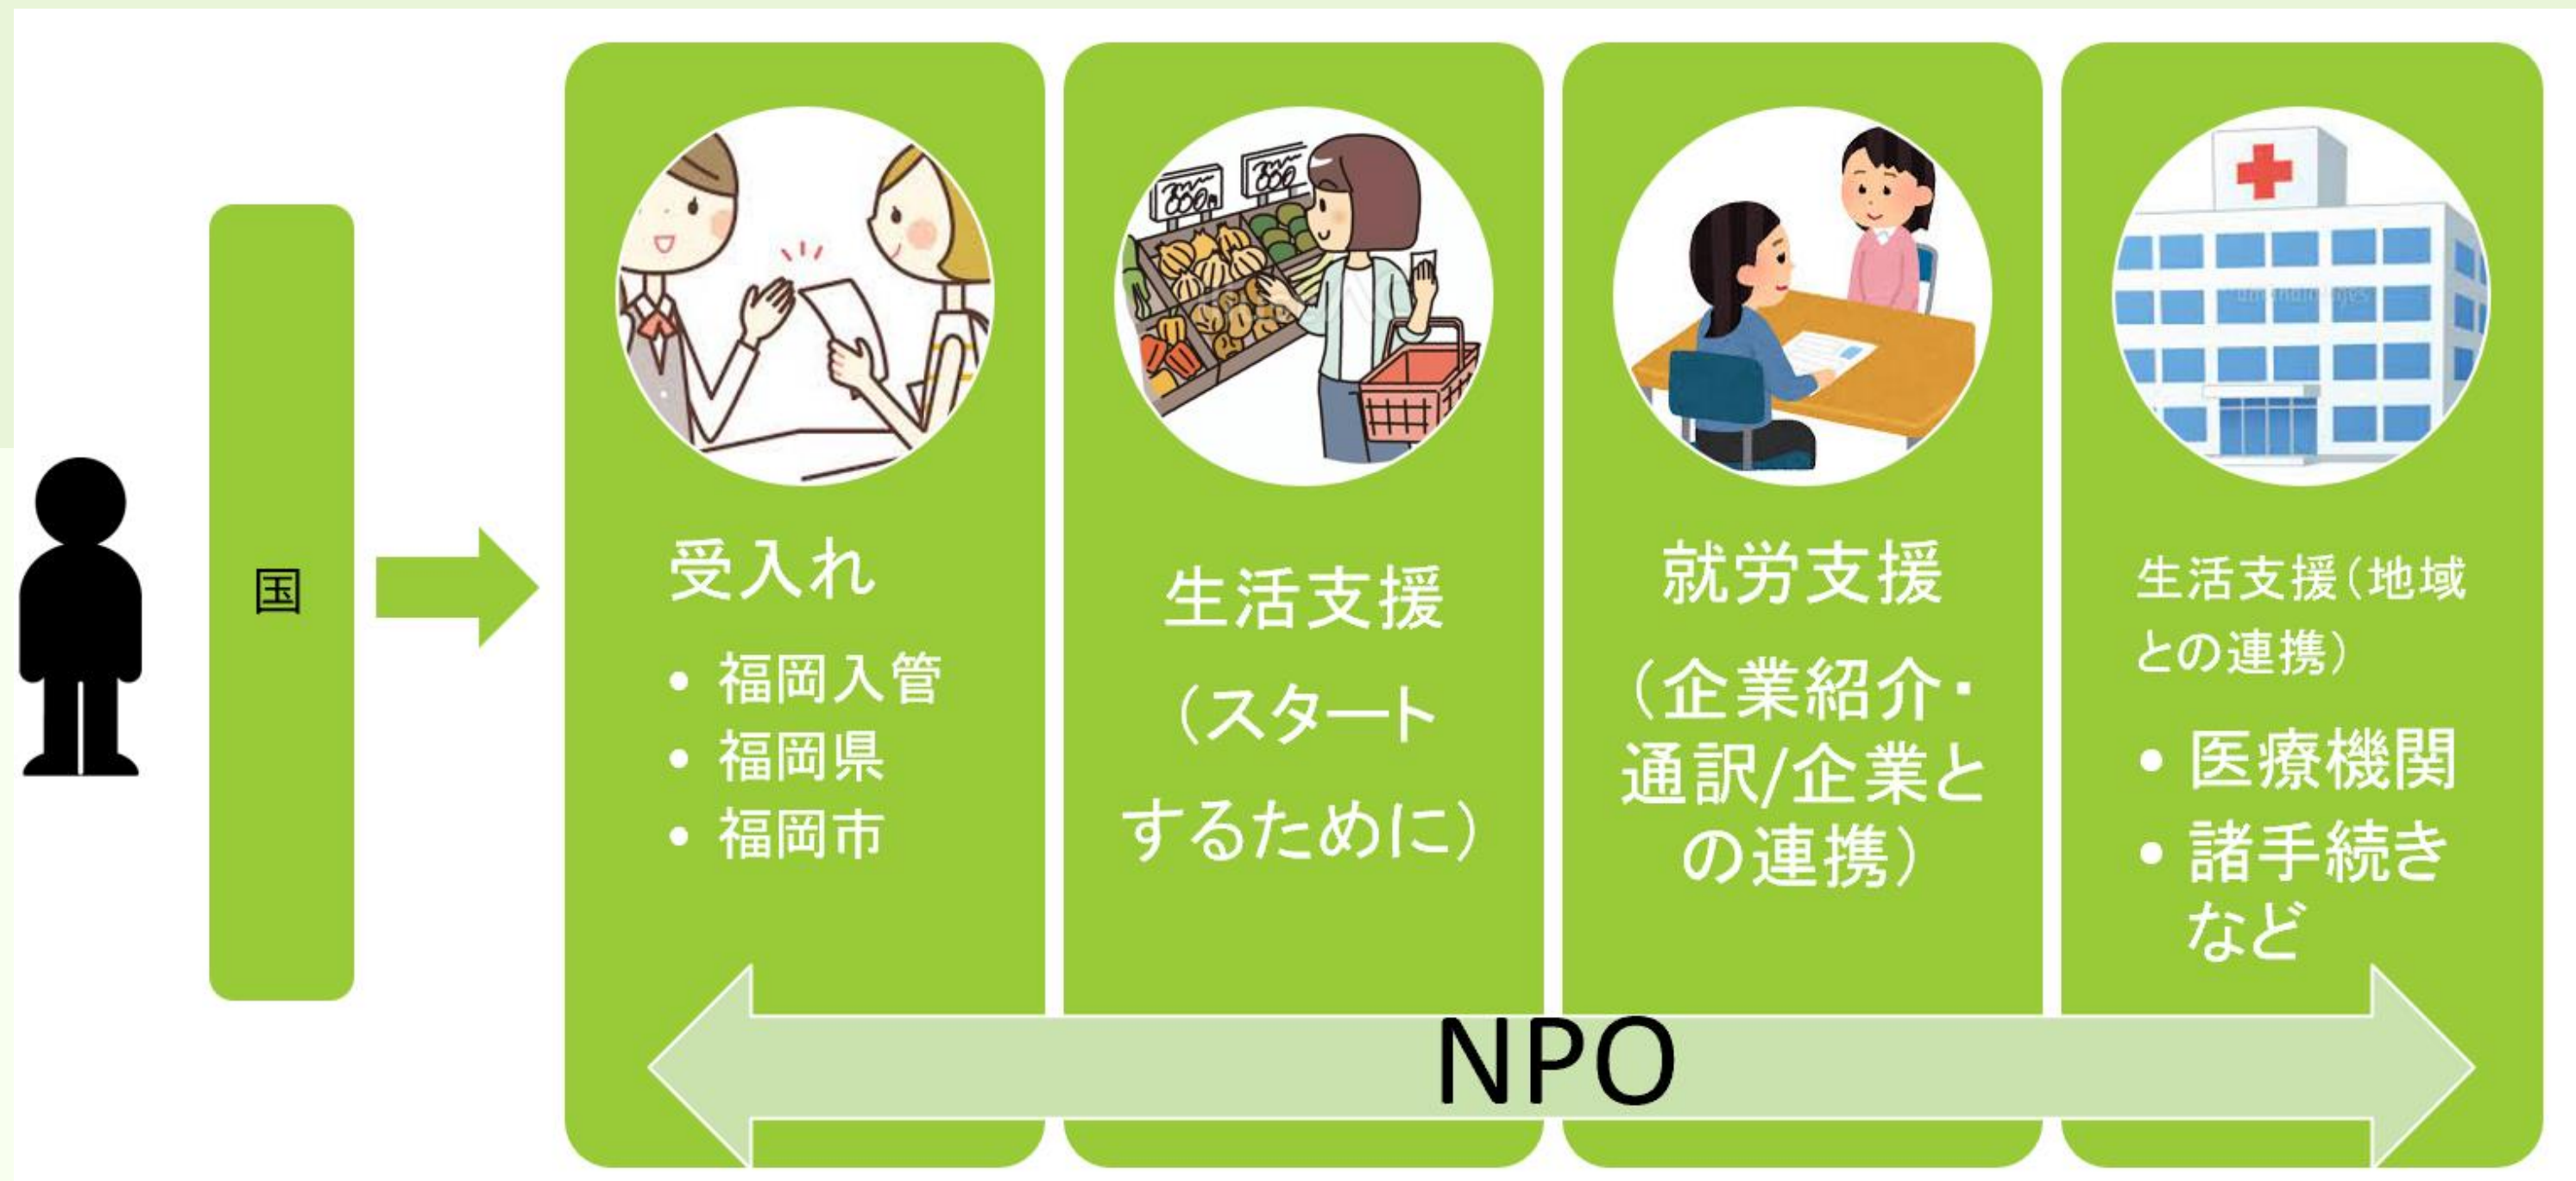 国
受入れ
• 福岡入管
• 福岡県
• 福岡市
生活支援
(スタート
するために)
就労支援
(企業紹介・
通訳/企業と
の連携)
生活支援(地域
との連携)
• 医療機関
• 諸手続き
など
NPO